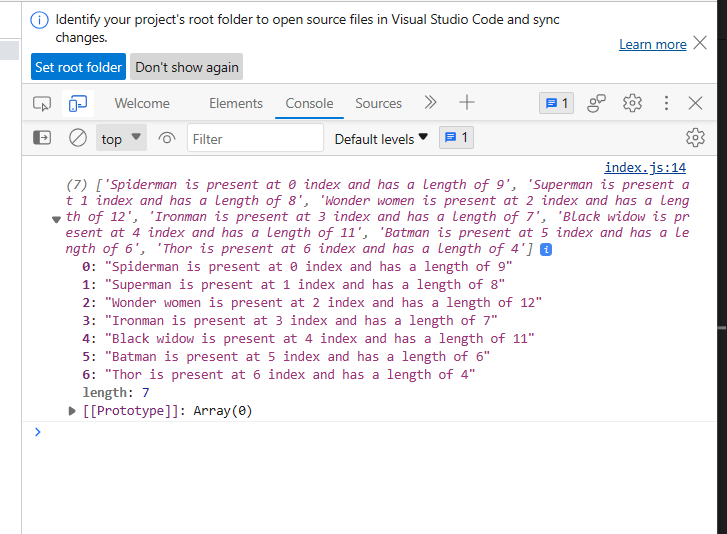 Identify your project's root folder to open source files in Visual Studio Code and sync
changes.
Learn more
Set root folder Don't show again
Welcome Elements Console Sources 1
top Filter Default levels 1
index.js:14
(7) ['Spiderman is present at 0 index and has a length of 9', 'Superman is present a
t 1 index and has a length of 8', 'Wonder women is present at 2 index and has a leng
th of 12', 'Ironman is present at 3 index and has a length of 7', 'Black widow is pr
esent at 4 index and has a length of 11', 'Batman is present at 5 index and has a le
ngth of 6', 'Thor is present at 6 index and has a length of 4']
0: "Spiderman is present at 0 index and has a length of 9"
1: "Superman is present at 1 index and has a length of 8"
2: "Wonder women is present at 2 index and has a length of 12"
3: "Ironman is present at 3 index and has a length of 7"
4: "Black widow is present at 4 index and has a length of 11"
5: "Batman is present at 5 index and has a length of 6"
6: "Thor is present at 6 index and has a length of 4"
length: 7
[[Prototype]]: Array(0)